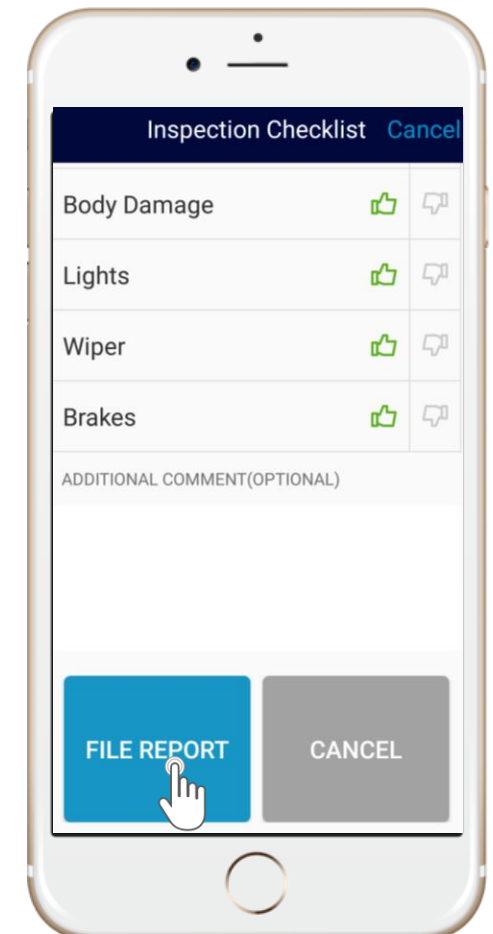 Inspection Checklist Cancel
Body Damage
Lights
Wiper
Brakes
ADDITIONAL COMMENT(OPTIONAL)
FILE REPORT CANCEL